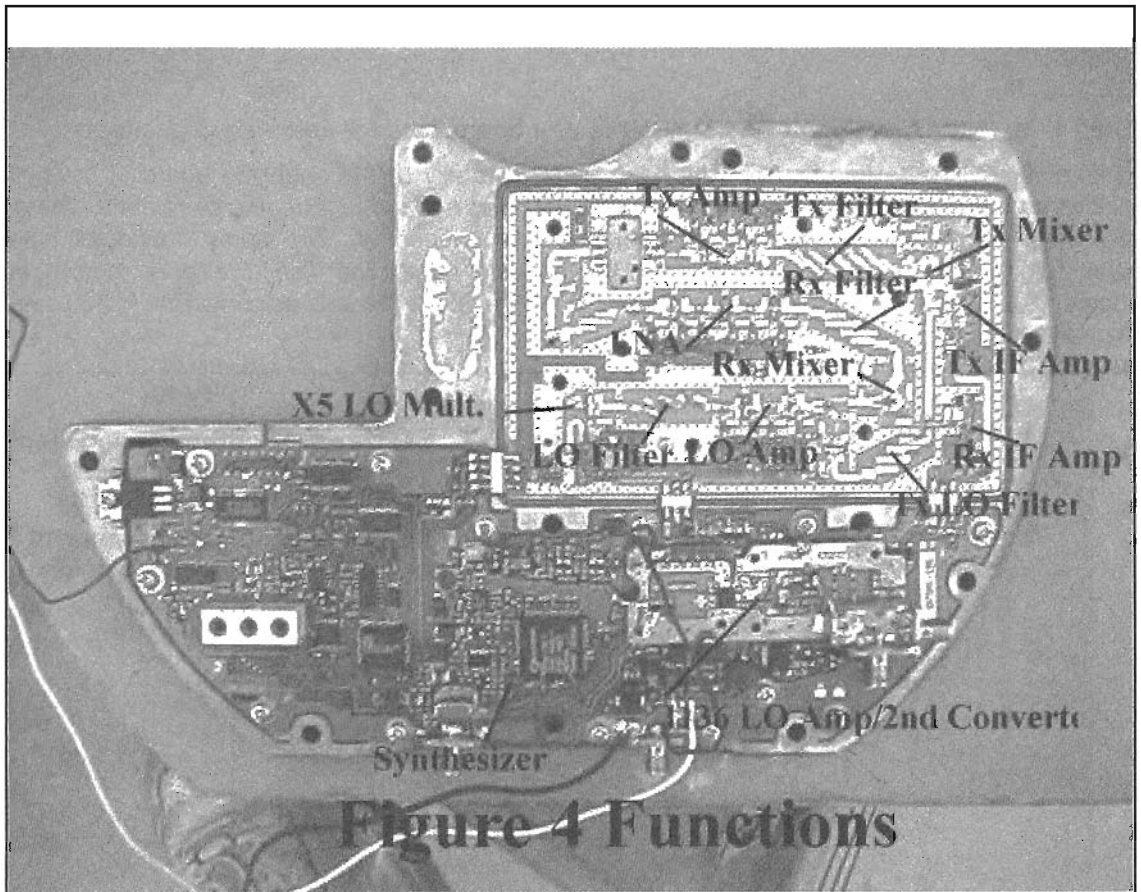 Tx Amp
Tx Filter
Tx Mixer
Rx Filter
LNA
Rx Mixer
Tx IF Amp
X5 LO Mult.
LO Filter
LO Amp
Rx IF Amp
Tx LO Filter
1136 LO Amp/2nd Converte
Synthesizer
Figure 4 Functions